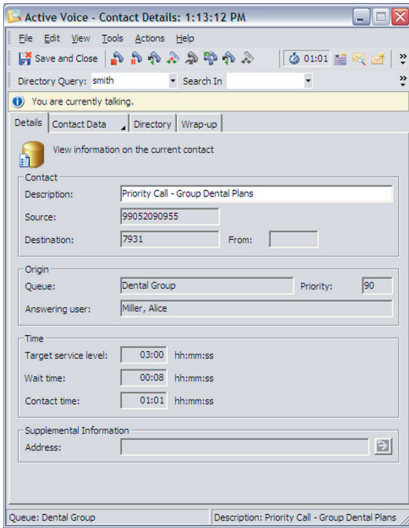 Active Voice - Contact Details: 1:13:12 PM
File Edit View Tools Actions Help
Save and Close 01:01
Directory Query: smith Search In
You are currently talking.
Details Contact Data Directory Wrap-up
View information on the current contact
Contact
Description: Priority Call - Group Dental Plans
Source: 99052090955
Destination: 7931 From:
Origin
Queue: Dental Group Priority: 90
Answering user: Miller, Alice
Time
Target service level: 03:00 hh:mm:ss
Wait time: 00:08 hh:mm:ss
Contact time: 01:01 hh:mm:ss
Supplemental Information
Address:
Queue: Dental Group Description: Priority Call - Group Dental Plans